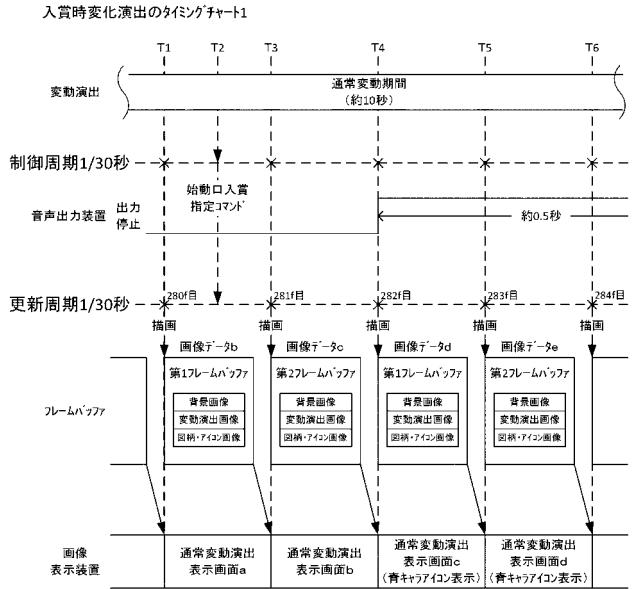 入賞時変化演出のタイミングチャート1
T1 T2 T3 T4 T5 T6
変動演出
通常変動期間
(約10秒)
制御周期1/30秒
始動口入賞
指定コマンド
音声出力装置
出力
停止
約0.5秒
更新周期1/30秒
280f目 281f目 282f目 283f目 284f目
描画 描画 描画 描画 描画
画像データb 画像データc 画像データd 画像データe
フレームバッファ
第1フレームバッファ 第2フレームバッファ 第1フレームバッファ 第2フレームバッファ
背景画像 背景画像 背景画像 背景画像
変動演出画像 変動演出画像 変動演出画像 変動演出画像
図柄・アイコン画像 図柄・アイコン画像 図柄・アイコン画像 図柄・アイコン画像
画像
表示装置
通常変動演出
表示画面a
通常変動演出
表示画面b
通常変動演出
表示画面c
(青キャラアイコン表示)
通常変動演出
表示画面d
(青キャラアイコン表示)